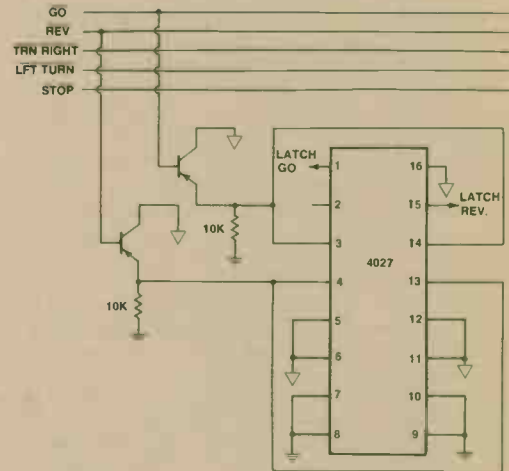 GO
REV
TRN RIGHT
LFT TURN
STOP
LATCH
GO
1
2
3
4
5
6
7
8
16
15
14
13
12
11
10
9
4027
LATCH
REV.
10K
10K